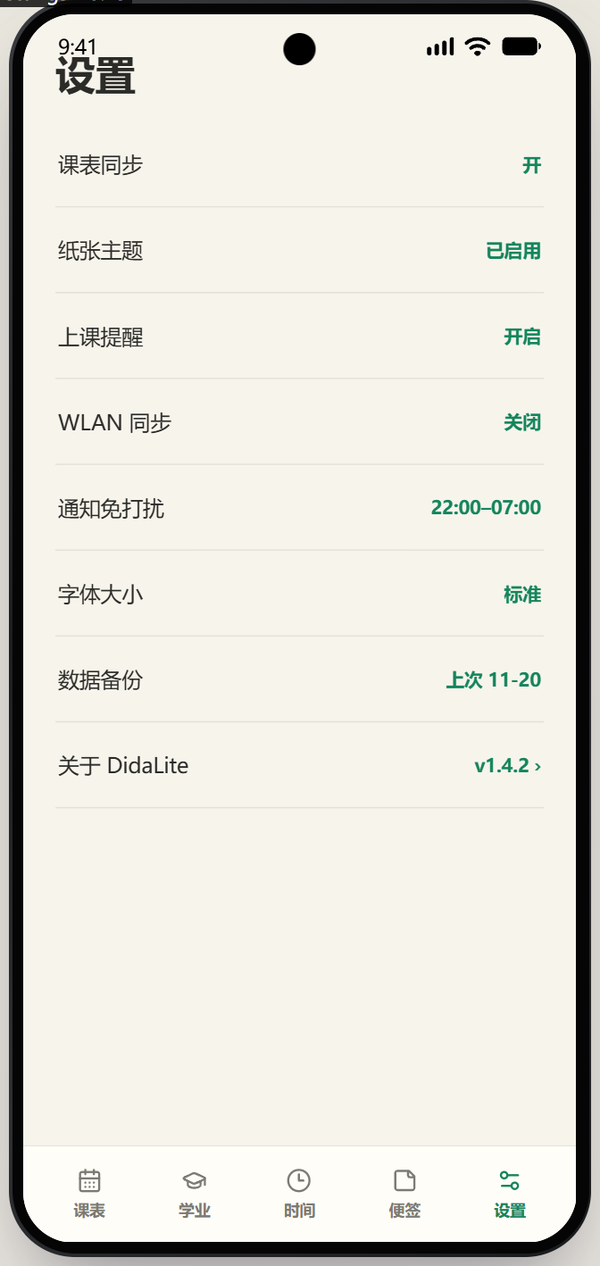 9:41
设置
课表同步 开
纸张主题 已启用
上课提醒 开启
WLAN 同步 关闭
通知免打扰 22:00–07:00
字体大小 标准
数据备份 上次 11-20
关于 DidaLite v1.4.2 ›
课表 学业 时间 便签 设置